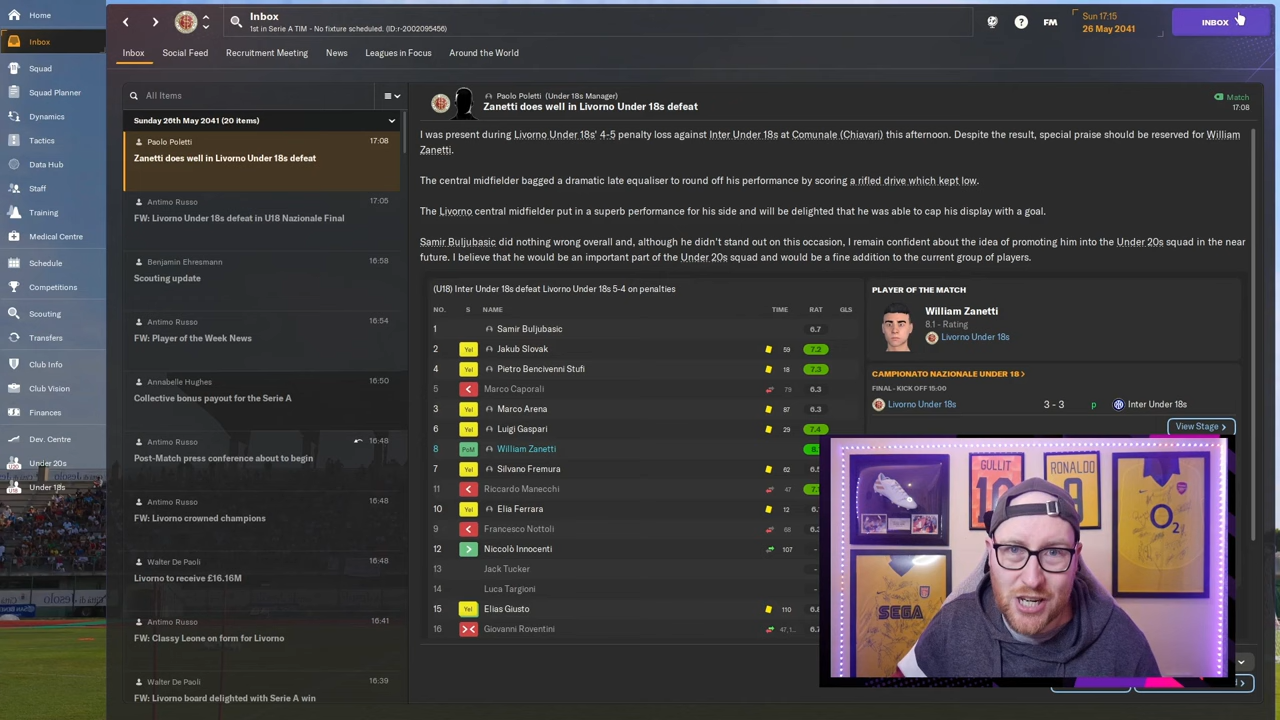 Home
Inbox
Squad
Squad Planner
Dynamics
Tactics
Data Hub
Staff
Training
Medical Centre
Schedule
Competitions
Scouting
Transfers
Club Info
Club Vision
Finances
Dev. Centre
Under 20s
Under 18s
Inbox
1st in Serie A TIM - No fixture scheduled. (ID:r-2002095456)
FM
Sun 17:15
26 May 2041
INBOX
Inbox
Social Feed
Recruitment Meeting
News
Leagues in Focus
Around the World
All Items
Sunday 26th May 2041 (20 items)
Paolo Poletti 17:08
Zanetti does well in Livorno Under 18s defeat
Antimo Russo 17:05
FW: Livorno Under 18s defeat in U18 Nazionale Final
Benjamin Ehresmann 16:58
Scouting update
Antimo Russo 16:54
FW: Player of the Week News
Annabelle Hughes 16:50
Collective bonus payout for the Serie A
Antimo Russo 16:48
Post-Match press conference about to begin
Antimo Russo 16:48
FW: Livorno crowned champions
Walter De Paoli 16:48
Livorno to receive £16.16M
Antimo Russo 16:41
FW: Classy Leone on form for Livorno
Walter De Paoli 16:39
FW: Livorno board delighted with Serie A win
Paolo Poletti (Under 18s Manager)
Zanetti does well in Livorno Under 18s defeat
Match
17:08
I was present during Livorno Under 18s' 4-5 penalty loss against Inter Under 18s at Comunale (Chiavari) this afternoon. Despite the result, special praise should be reserved for William
Zanetti.
The central midfielder bagged a dramatic late equaliser to round off his performance by scoring a rifled drive which kept low.
The Livorno central midfielder put in a superb performance for his side and will be delighted that he was able to cap his display with a goal.
Samir Buljubasic did nothing wrong overall and, although he didn't stand out on this occasion, I remain confident about the idea of promoting him into the Under 20s squad in the near
future. I believe that he would be an important part of the Under 20s squad and would be a fine addition to the current group of players.
(U18) Inter Under 18s defeat Livorno Under 18s 5-4 on penalties
NO. S NAME TIME RAT GLS
1 Samir Buljubasic 6.7
2 Yel Jakub Slovak 59 7.2
4 Yel Pietro Bencivenni Stufi 18 7.3
5 Marco Caporali 79 6.3
3 Yel Marco Arena 87 6.3
6 Yel Luigi Gaspari 29 7.4
8 PoM William Zanetti
7 Yel Silvano Fremura 62
11 Riccardo Manecchi 47
10 Yel Elia Ferrara 12
9 Francesco Nottoli 68
12 Niccolò Innocenti 107 -
13 Jack Tucker -
14 Luca Targioni -
15 Yel Elias Giusto 110
16 Giovanni Roventini
PLAYER OF THE MATCH
William Zanetti
8.1 - Rating
Livorno Under 18s
CAMPIONATO NAZIONALE UNDER 18 >
FINAL - KICK OFF 15:00
Livorno Under 18s 3 - 3 p Inter Under 18s
View Stage >
GULLIT
10
RONALDO
9
O2
SEGA